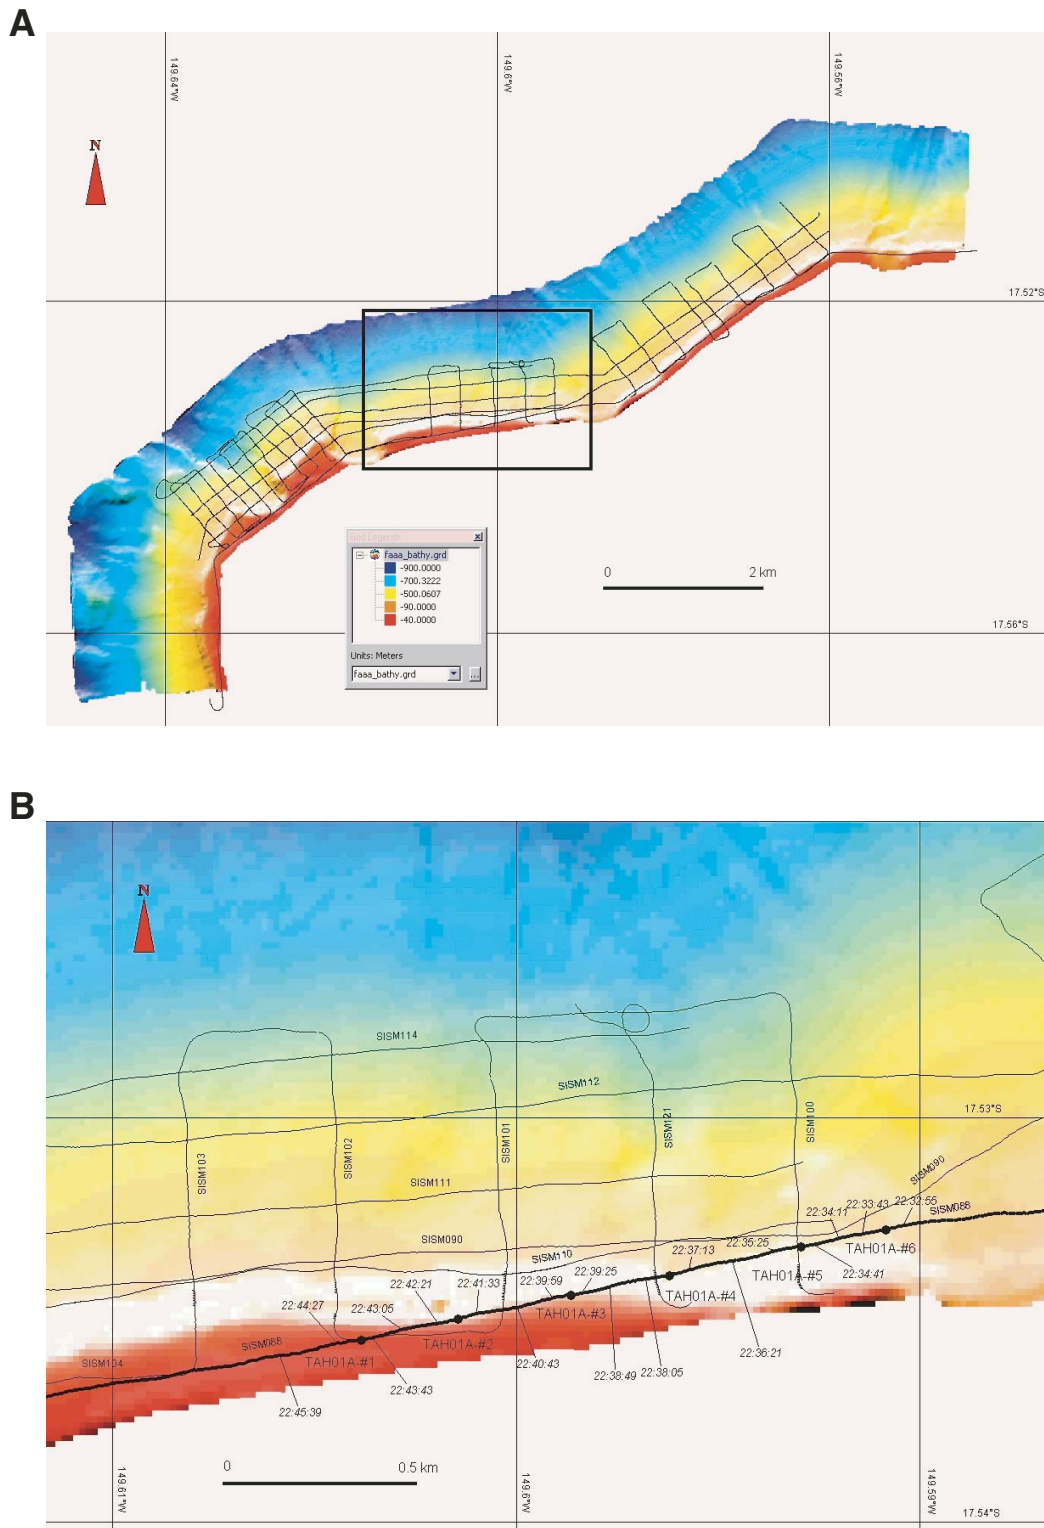 A
149.64°W
149.6°W
149.56°W
N
17.52°S
Grid Legends
faaa_bathy.grd
-900.0000
-700.3222
-500.0607
-90.0000
-40.0000
Units: Meters
faaa_bathy.grd
...
0 2 km
17.56°S
B
N
SISM114
SISM112
17.53°S
SISM103
SISM102
SISM101
SISM121
SISM100
SISM111
SISM090
SISM090
SISM110
SISM088
22:32:55
22:33:43
22:34:11
22:35:25
22:37:13
22:39:25
22:39:59
22:41:33
22:42:21
22:43:05
22:44:27
TAH01A-#6
TAH01A-#5
22:34:41
TAH01A-#4
TAH01A-#3
TAH01A-#2
TAH01A-#1
SISM088
SISM104
22:36:21
22:38:05
22:38:49
22:40:43
22:43:43
22:45:39
0 0.5 km
149.61°W
149.6°W
149.59°W
17.54°S